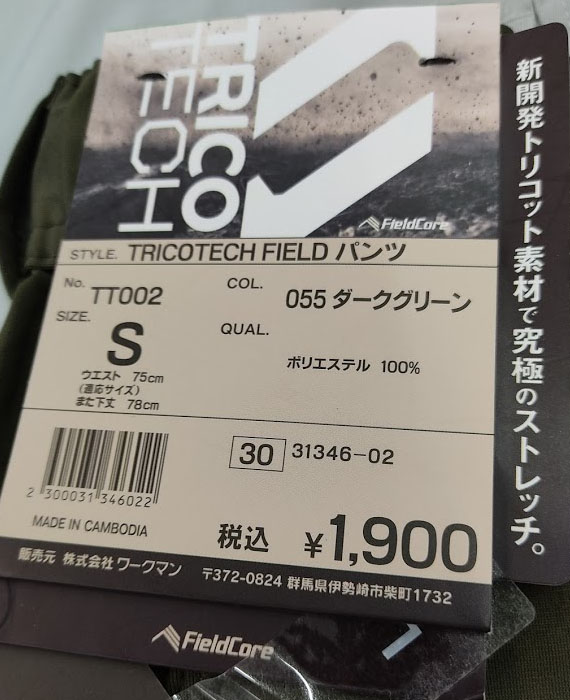 TRICO
TECH
FieldCore
STYLE. TRICOTECH FIELD パンツ
No. TT002
COL. 055 ダークグリーン
SIZE. S
QUAL.
ウエスト 75cm
(適応サイズ)
また下丈 78cm
ポリエステル 100%
30 31346-02
2 300031 346022
MADE IN CAMBODIA
税込 ¥1,900
販売元 株式会社 ワークマン 〒372-0824 群馬県伊勢崎市柴町1732
FieldCore
新開発トリコット素材で究極のストレッチ。